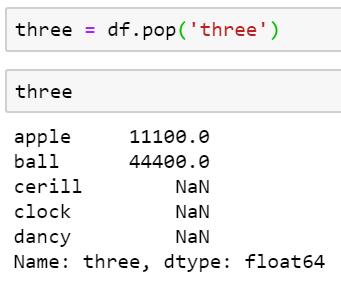 three = df.pop('three')
three
apple     11100.0
ball      44400.0
cerill        NaN
clock         NaN
dancy         NaN
Name: three, dtype: float64